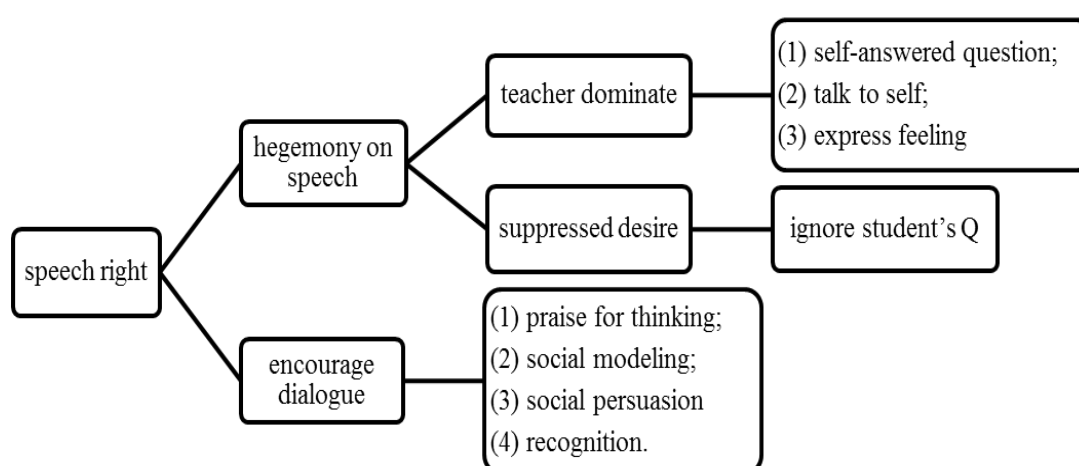 speech right
hegemony on
speech
teacher dominate
(1) self-answered question;
(2) talk to self;
(3) express feeling
suppressed desire
ignore student’s Q
encourage
dialogue
(1) praise for thinking;
(2) social modeling;
(3) social persuasion
(4) recognition.